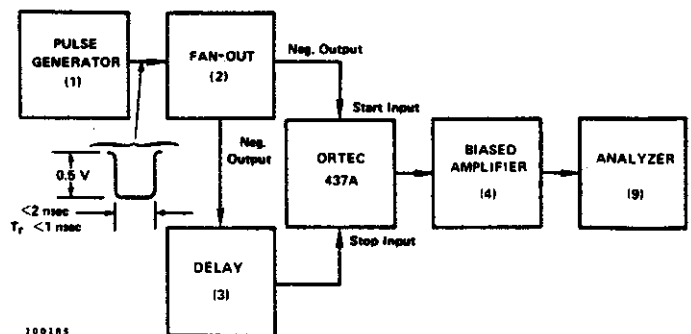 PULSE
GENERATOR
(1)
FAN-OUT
(2)
Neg. Output
Start Input
Neg.
Output
ORTEC
437A
BIASED
AMPLIFIER
(4)
ANALYZER
(9)
0.5 V
<2 nsec
Tr <1 nsec
Stop Input
DELAY
(3)
200185